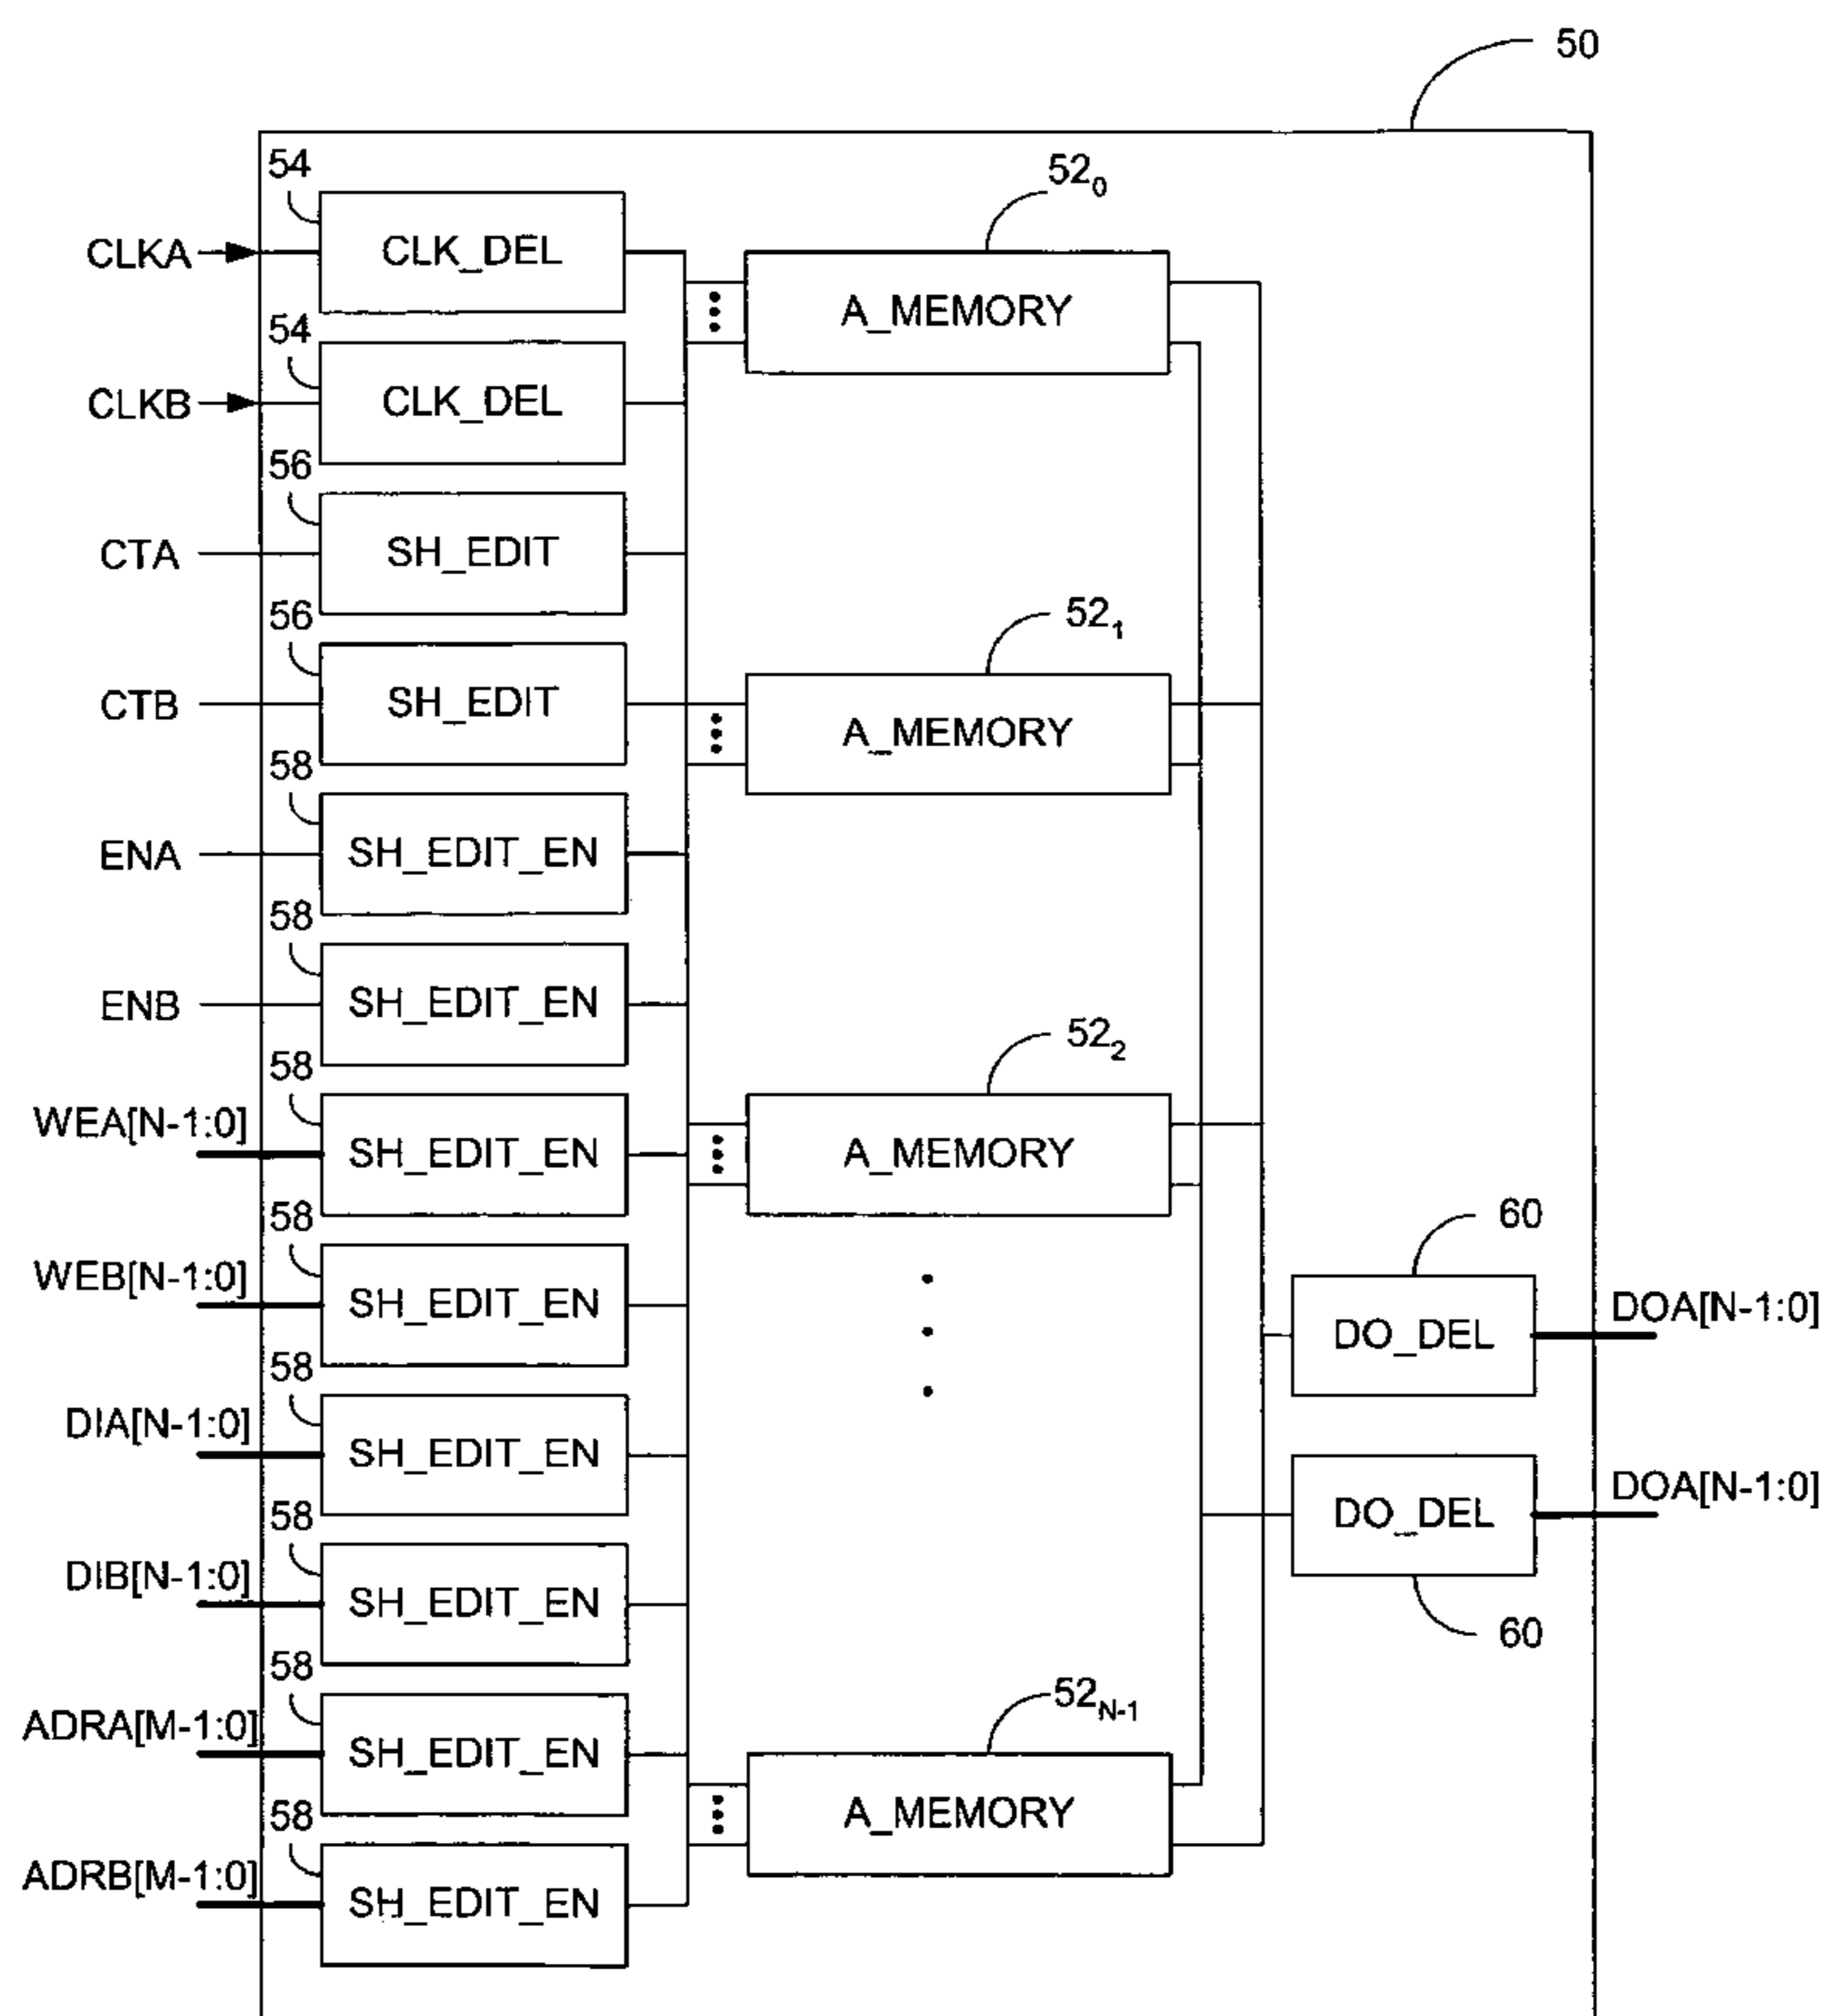 50
54
CLKA
CLK_DEL
52₀
A_MEMORY
54
CLKB
CLK_DEL
56
CTA
SH_EDIT
56
CTB
SH_EDIT
52₁
A_MEMORY
58
ENA
SH_EDIT_EN
58
ENB
SH_EDIT_EN
52₂
58
WEA[N-1:0]
SH_EDIT_EN
A_MEMORY
58
WEB[N-1:0]
SH_EDIT_EN
60
DO_DEL
DOA[N-1:0]
58
DIA[N-1:0]
SH_EDIT_EN
DO_DEL
DOA[N-1:0]
60
58
DIB[N-1:0]
SH_EDIT_EN
58
ADRA[M-1:0]
SH_EDIT_EN
52N-1
A_MEMORY
58
ADRB[M-1:0]
SH_EDIT_EN